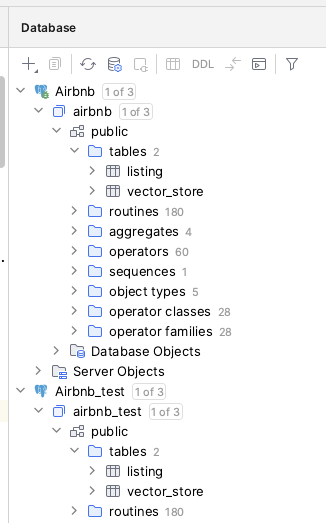 Database
DDL
Airbnb 1 of 3
airbnb 1 of 3
public
tables 2
listing
vector_store
routines 180
aggregates 4
operators 60
sequences 1
object types 5
operator classes 28
operator families 28
Database Objects
Server Objects
Airbnb_test 1 of 3
airbnb_test 1 of 3
public
tables 2
listing
vector_store
routines 180